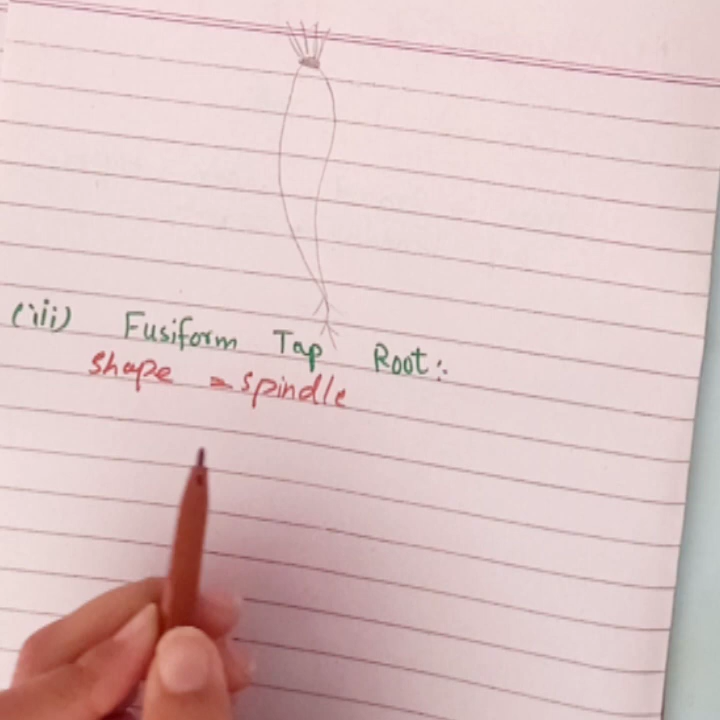 (iii) Fusiform Tap Root:
shape = spindle